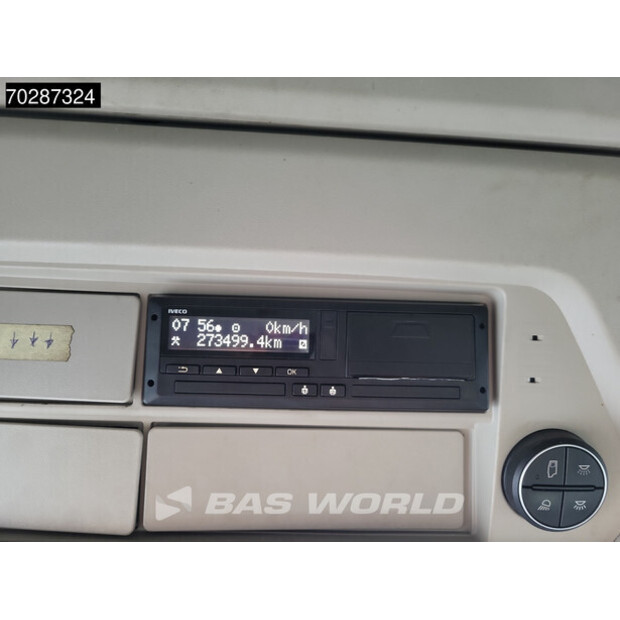 70287324
IVECO
07 56 0km/h
273499.4km
OK
BAS WORLD